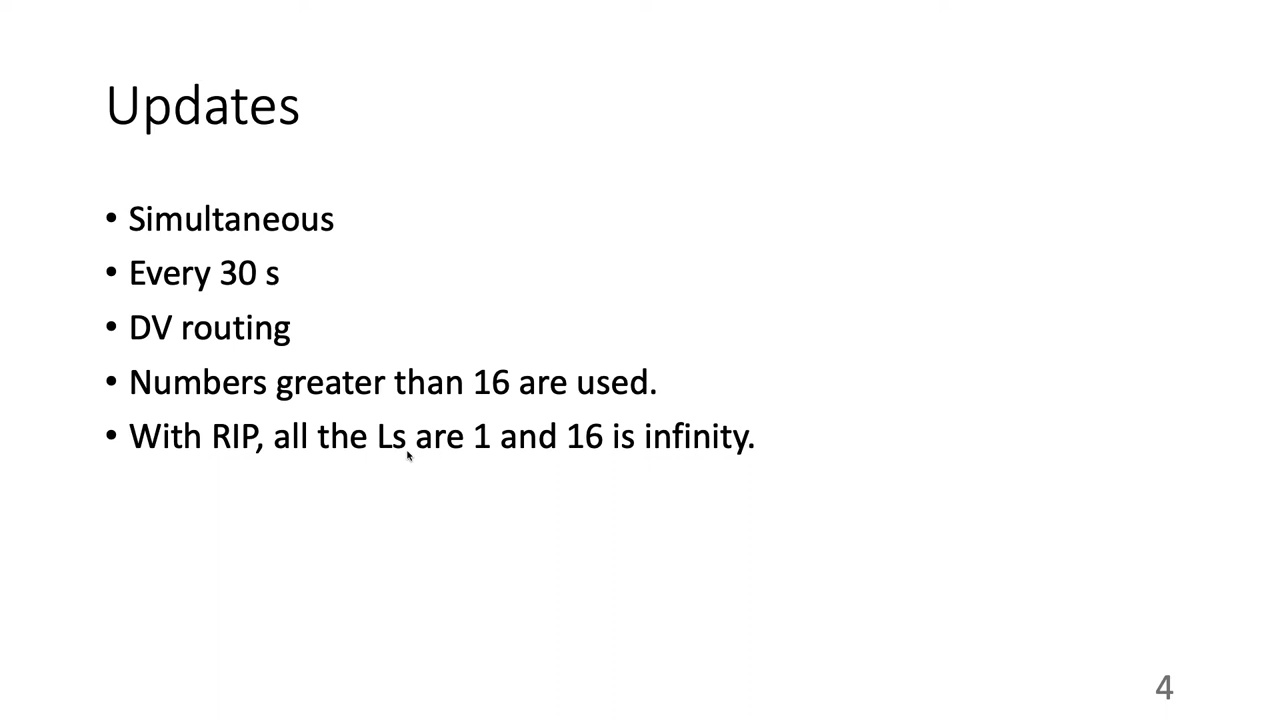 Updates
• Simultaneous
• Every 30 s
• DV routing
• Numbers greater than 16 are used.
• With RIP, all the Ls are 1 and 16 is infinity.
4